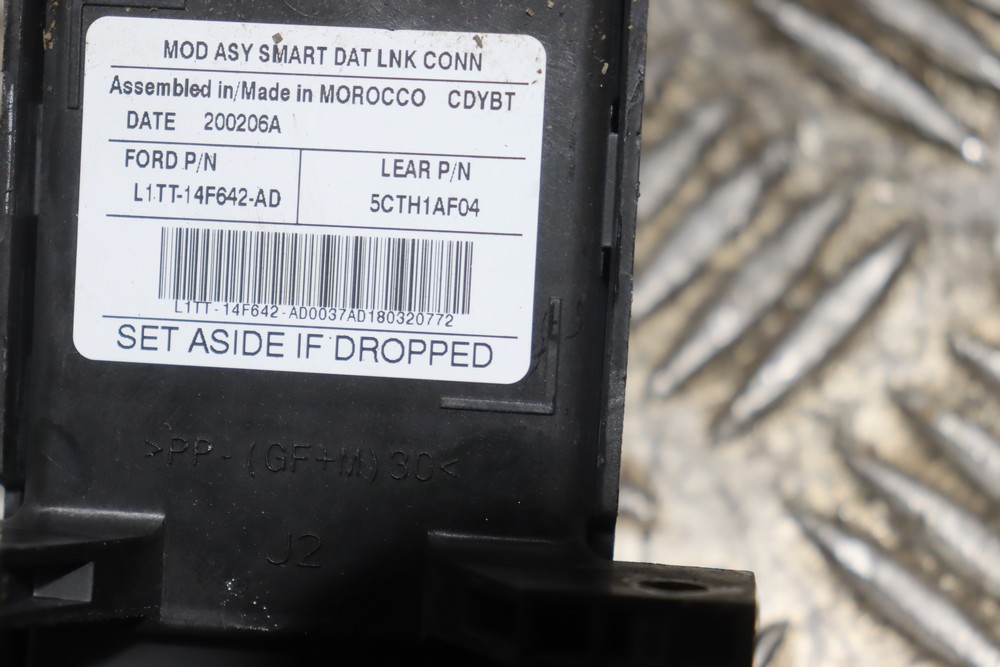 MOD ASY SMART DAT LNK CONN
Assembled in/Made in MOROCCO CDYBT
DATE 200206A
FORD P/N
L1TT-14F642-AD
LEAR P/N
5CTH1AF04
L1TT-14F642-AD0037AD180320772
SET ASIDE IF DROPPED
>PP-(GF+M)30<
J2